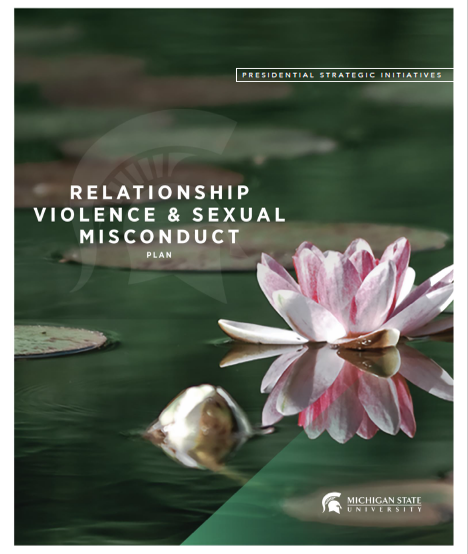 PRESIDENTIAL STRATEGIC INITIATIVES
RELATIONSHIP
VIOLENCE & SEXUAL
MISCONDUCT
PLAN
MICHIGAN STATE
UNIVERSITY